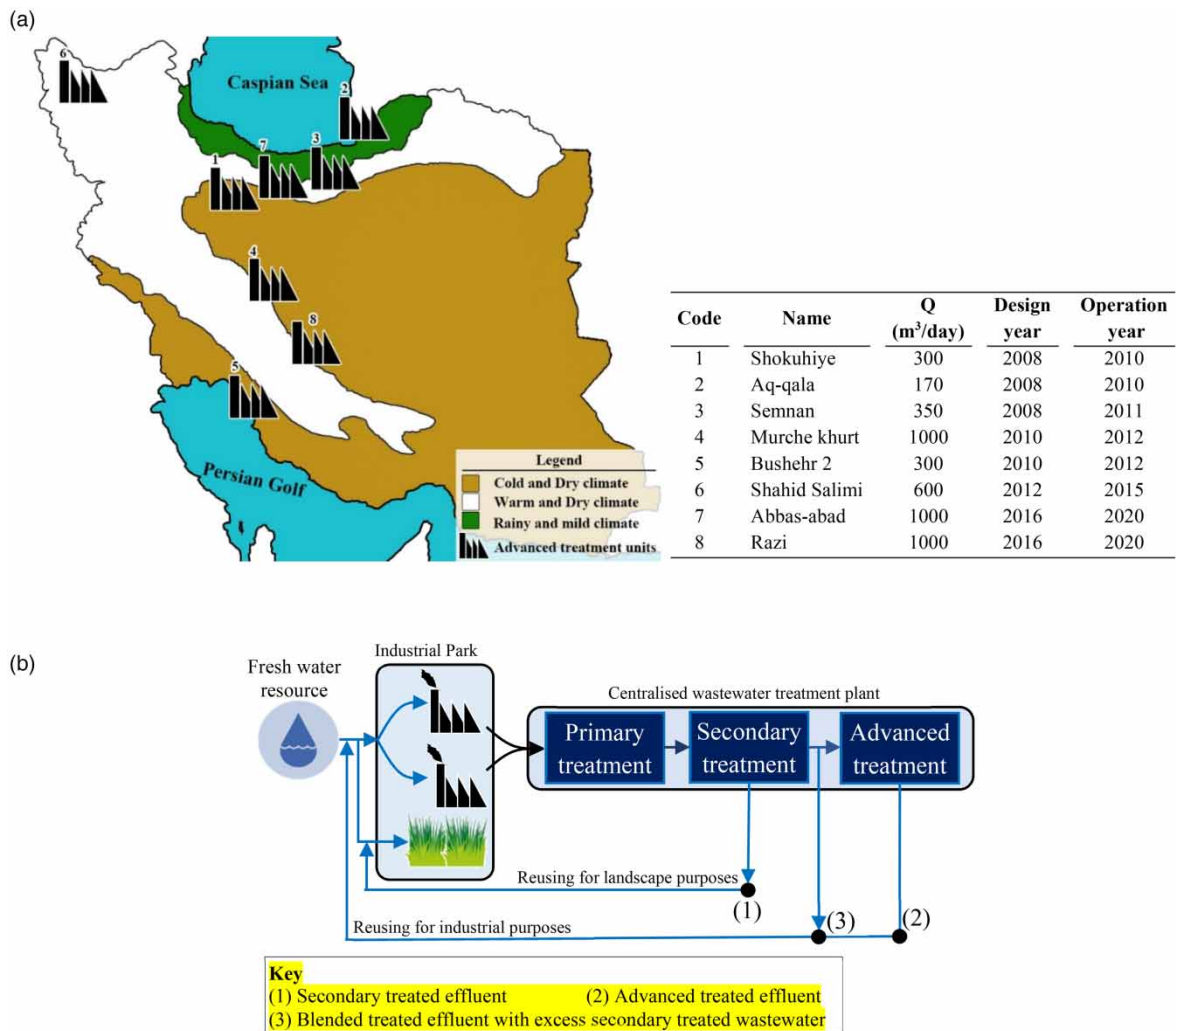 (a)
6
Caspian Sea
2
3
7
1
4
8
5
Persian Golf
Legend
Cold and Dry climate
Warm and Dry climate
Rainy and mild climate
Advanced treatment units
Code Name Q (m³/day) Design year Operation year
1 Shokuhiye 300 2008 2010
2 Aq-qala 170 2008 2010
3 Semnan 350 2008 2011
4 Murche khurt 1000 2010 2012
5 Bushehr 2 300 2010 2012
6 Shahid Salimi 600 2012 2015
7 Abbas-abad 1000 2016 2020
8 Razi 1000 2016 2020
(b)
Fresh water
resource
Industrial Park
Centralised wastewater treatment plant
Primary
treatment
Secondary
treatment
Advanced
treatment
Reusing for landscape purposes
(1)
(3)
(2)
Reusing for industrial purposes
Key
(1) Secondary treated effluent (2) Advanced treated effluent
(3) Blended treated effluent with excess secondary treated wastewater